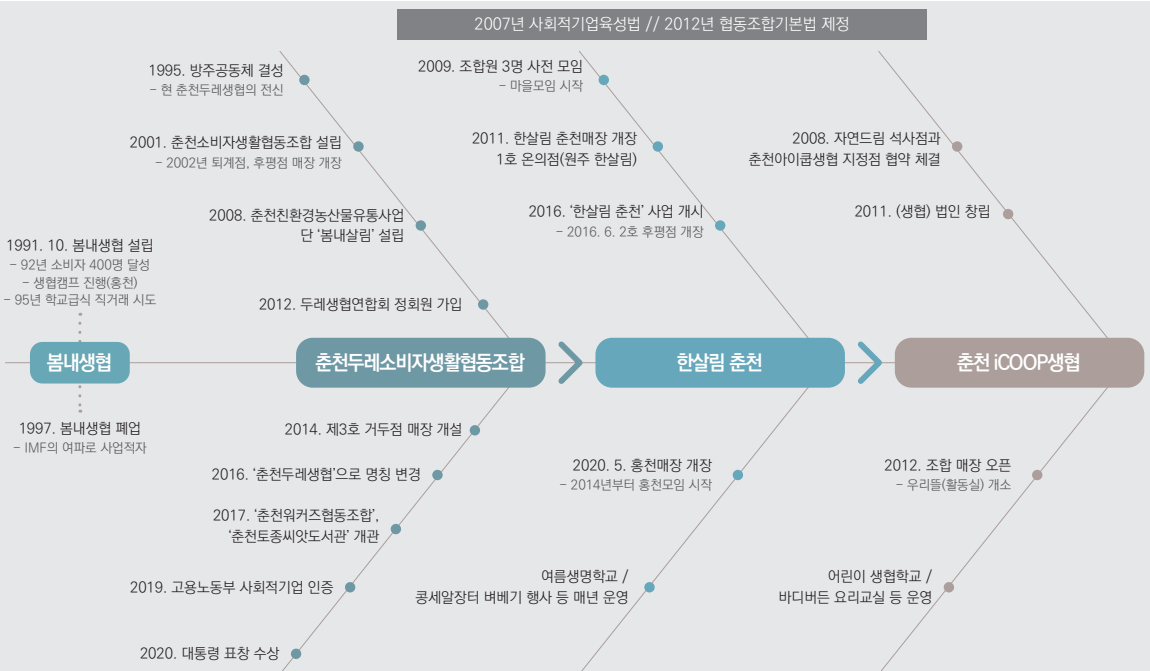 2007년 사회적기업육성법 // 2012년 협동조합기본법 제정
1991. 10. 봄내생협 설립
- 92년 소비자 400명 달성
- 생협캠프 진행(홍천)
- 95년 학교급식 직거래 시도
봄내생협
1997. 봄내생협 폐업
- IMF의 여파로 사업적자
1995. 방주공동체 결성
- 현 춘천두레생협의 전신
2001. 춘천소비자생활협동조합 설립
- 2002년 퇴계점, 후평점 매장 개장
2008. 춘천친환경농산물유통사업
단 ‘봄내살림’ 설립
2012. 두레생협연합회 정회원 가입
춘천두레소비자생활협동조합
2014. 제3호 거두점 매장 개설
2016. ‘춘천두레생협’으로 명칭 변경
2017. ‘춘천워커즈협동조합’,
‘춘천토종씨앗도서관’ 개관
2019. 고용노동부 사회적기업 인증
2020. 대통령 표창 수상
2009. 조합원 3명 사전 모임
- 마을모임 시작
2011. 한살림 춘천매장 개장
1호 온의점(원주 한살림)
2016. ‘한살림 춘천’ 사업 개시
- 2016. 6. 2호 후평점 개장
한살림 춘천
2020. 5. 홍천매장 개장
- 2014년부터 홍천모임 시작
여름생명학교 /
콩세알장터 벼베기 행사 등 매년 운영
2008. 자연드림 석사점과
춘천아이쿱생협 지정점 협약 체결
2011. (생협) 법인 창립
춘천 iCOOP생협
2012. 조합 매장 오픈
- 우리뜰(활동실) 개소
어린이 생협학교 /
바디버든 요리교실 등 운영